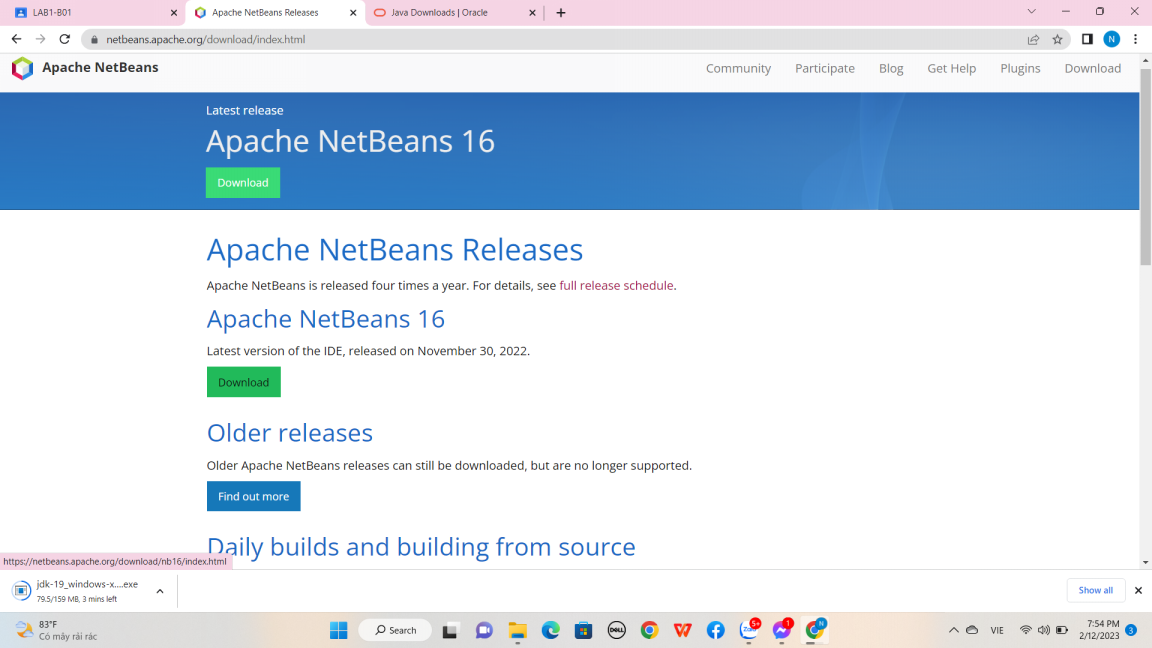 LAB1-B01
Apache NetBeans Releases
Java Downloads | Oracle
netbeans.apache.org/download/index.html
N
Apache NetBeans
Community
Participate
Blog
Get Help
Plugins
Download
Latest release
Apache NetBeans 16
Download
Apache NetBeans Releases
Apache NetBeans is released four times a year. For details, see full release schedule.
Apache NetBeans 16
Latest version of the IDE, released on November 30, 2022.
Download
Older releases
Older Apache NetBeans releases can still be downloaded, but are no longer supported.
Find out more
Daily builds and building from source
https://netbeans.apache.org/download/nb16/index.html
jdk-19_windows-x....exe
79.5/159 MB, 3 mins left
Show all
83°F
Có mây rải rác
Search
DELL
Zalo
5+
1
N
VIE
7:54 PM
2/12/2023
3